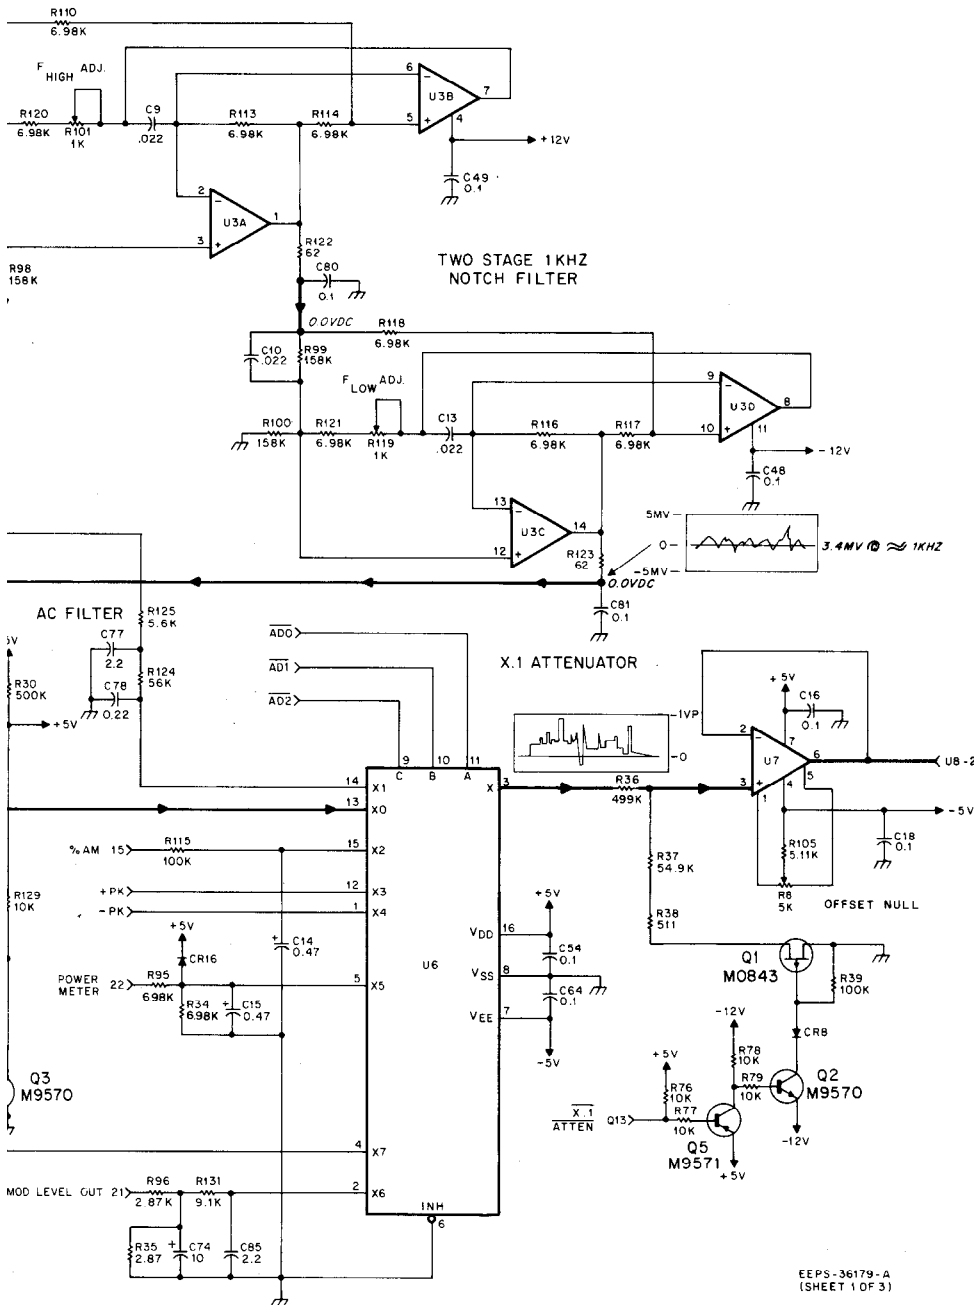 R110
6.98K
F HIGH ADJ.
R120
6.98K
R101
1K
C9
.022
R113
6.98K
R114
6.98K
6
5
U3B
7
4
+12V
C49
0.1
2
3
U3A
1
R98
158K
R122
62
C80
0.1
TWO STAGE 1KHZ
NOTCH FILTER
0.0VDC
R118
6.98K
C10
.022
R99
158K
F LOW ADJ.
R100
158K
R121
6.98K
R119
1K
C13
.022
R116
6.98K
R117
6.98K
9
10
U3D
8
11
-12V
C48
0.1
13
12
U3C
14
R123
62
0.0VDC
C81
0.1
5MV
0
-5MV
3.4MV @ ≈ 1KHZ
AC FILTER
R125
5.6K
C77
2.2
R124
56K
C78
0.22
5V
R30
500K
+5V
AD0
AD1
AD2
X.1 ATTENUATOR
-1VP
-0
+5V
C16
0.1
2
3
U7
7
6
5
4
1
U8-2
-5V
C18
0.1
R105
5.11K
R8
5K
OFFSET NULL
9
10
11
C
B
A
14
X1
13
X0
X
3
R36
499K
R37
54.9K
R38
511
%AM 15
R115
100K
15
X2
+PK
12
X3
-PK
1
X4
R129
10K
C14
0.47
+5V
CR16
POWER
METER 22
R95
6.98K
R34
6.98K
C15
0.47
5
X5
U6
VDD
16
+5V
C54
0.1
VSS
8
C64
0.1
VEE
7
-5V
Q1
M0843
R39
100K
CR8
-12V
R78
10K
R79
10K
Q2
M9570
-12V
+5V
R76
10K
X.1
ATTEN
Q13
R77
10K
Q5
M9571
+5V
Q3
M9570
4
X7
MOD LEVEL OUT 21
R96
2.87K
R131
9.1K
2
X6
INH
6
R35
2.87
C74
10
C85
2.2
EEPS-36179-A
(SHEET 1 OF 3)